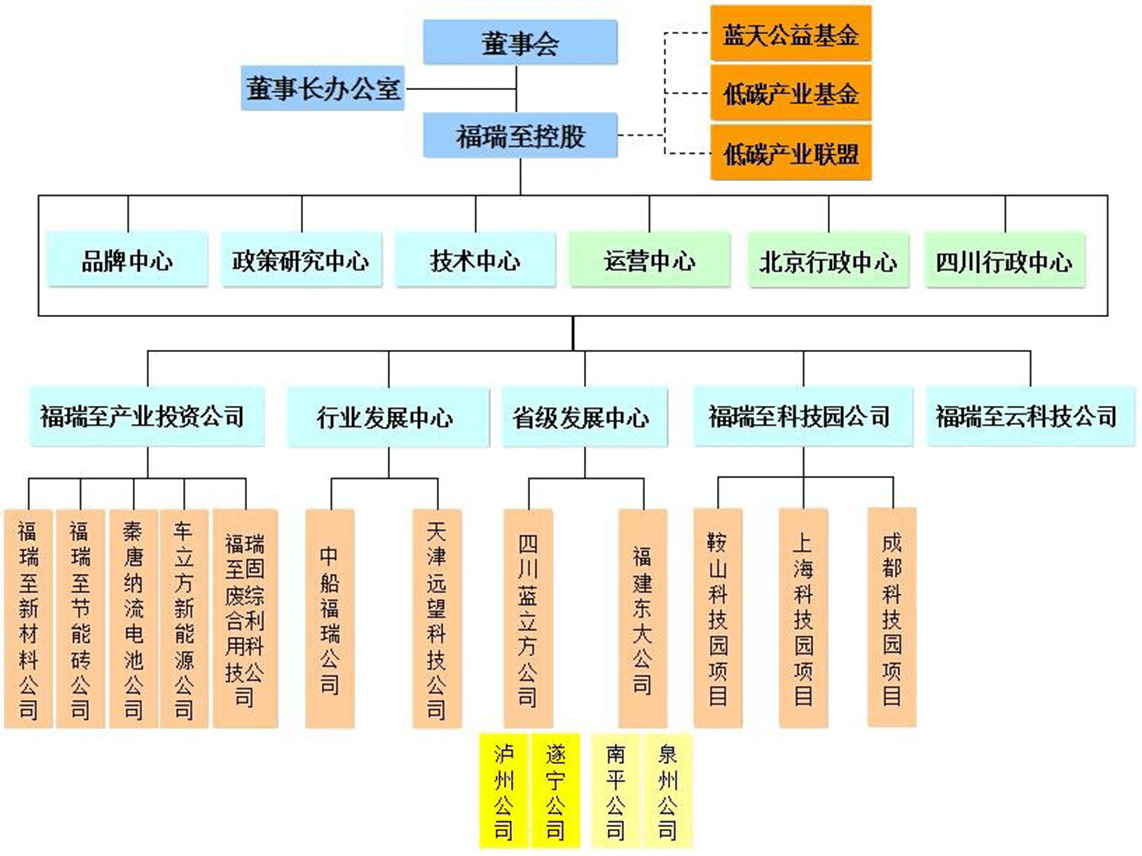 董事会
董事长办公室
福瑞至控股
蓝天公益基金
低碳产业基金
低碳产业联盟
品牌中心
政策研究中心
技术中心
运营中心
北京行政中心
四川行政中心
福瑞至产业投资公司
行业发展中心
省级发展中心
福瑞至科技园公司
福瑞至云科技公司
福瑞至新材料公司
福瑞至节能砖公司
秦唐纳流电池公司
车立方新能源公司
福瑞至固废综合利用科技公司
中船福瑞公司
天津远望科技公司
四川蓝立方公司
福建东大公司
鞍山科技园项目
上海科技园项目
成都科技园项目
泸州公司
遂宁公司
南平公司
泉州公司